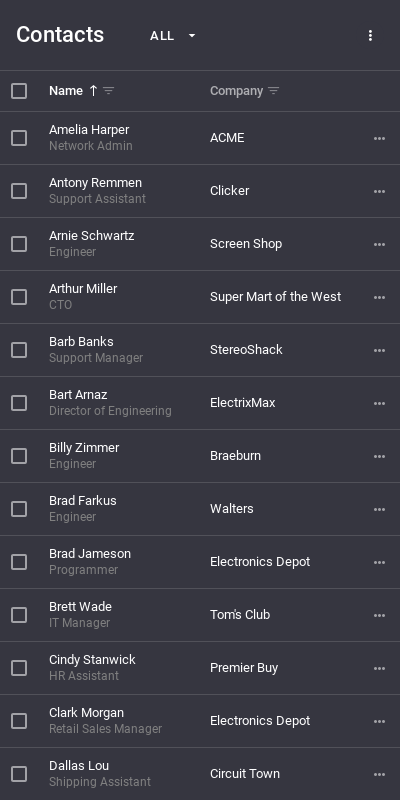 Contacts ALL
Name Company
Amelia Harper
Network Admin
ACME
Antony Remmen
Support Assistant
Clicker
Arnie Schwartz
Engineer
Screen Shop
Arthur Miller
CTO
Super Mart of the West
Barb Banks
Support Manager
StereoShack
Bart Arnaz
Director of Engineering
ElectrixMax
Billy Zimmer
Engineer
Braeburn
Brad Farkus
Engineer
Walters
Brad Jameson
Programmer
Electronics Depot
Brett Wade
IT Manager
Tom's Club
Cindy Stanwick
HR Assistant
Premier Buy
Clark Morgan
Retail Sales Manager
Electronics Depot
Dallas Lou
Shipping Assistant
Circuit Town